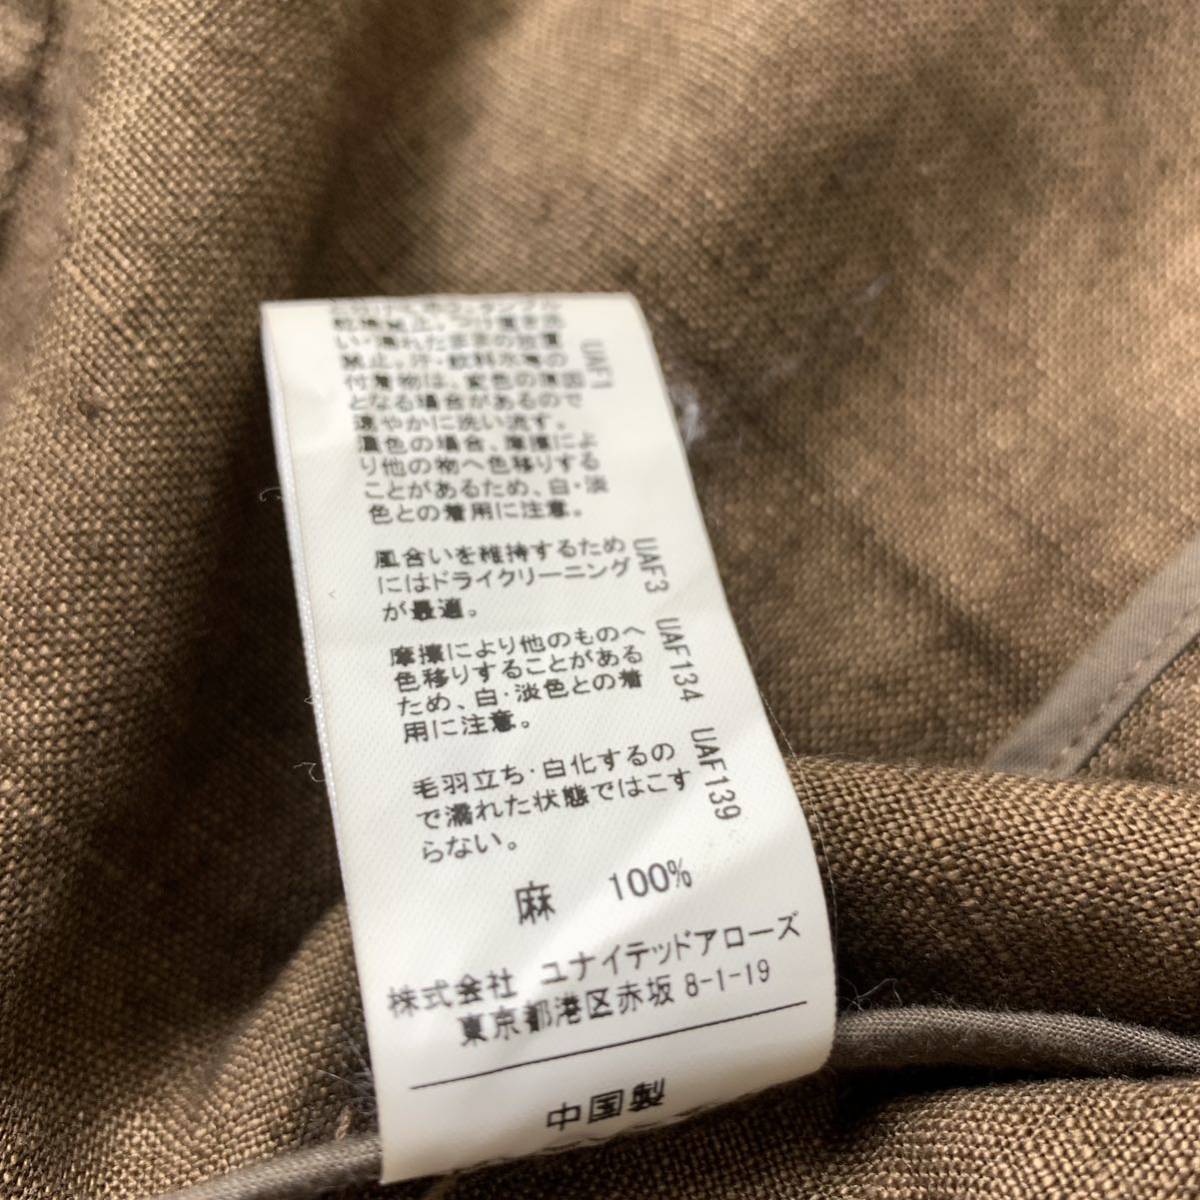 い・濡れたままの放置
禁止。汗・飲料水等の
付着物は、変色の原因
となる場合があるので
速やかに洗い流す。
濃色の場合、摩擦によ
り他の物へ色移りする
ことがあるため、白・淡
色との着用に注意。
UAF1
風合いを維持するため
にはドライクリーニング
が最適。
UAF3
摩擦により他のものへ
色移りすることがある
ため、白・淡色との着
用に注意。
UAF134
毛羽立ち・白化するの
で濡れた状態ではこす
らない。
UAF139
麻 100%
株式会社 ユナイテッドアローズ
東京都港区赤坂 8-1-19
中国製